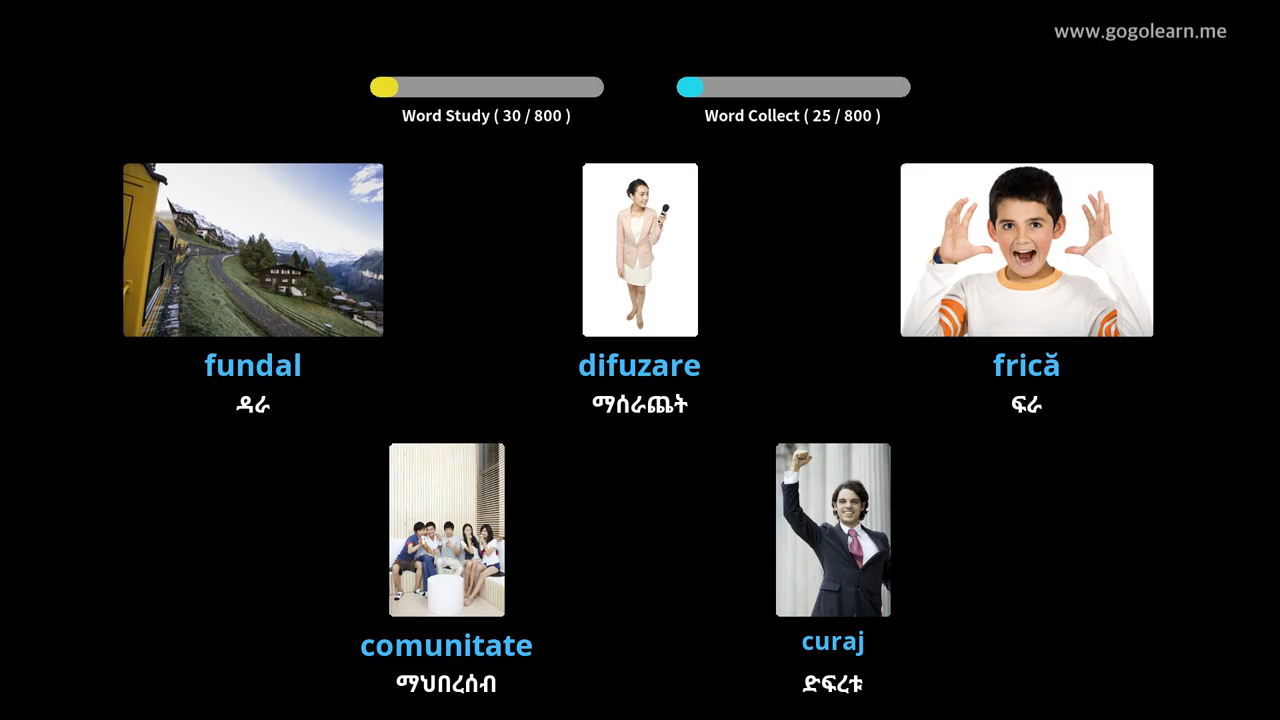 www.gogolearn.me
Word Study ( 30 / 800 )
Word Collect ( 25 / 800 )
fundal
difuzare
frică
ዳራ
ማሰራጨት
ፍራ
comunitate
curaj
ማህበረሰብ
ድፍረቱ